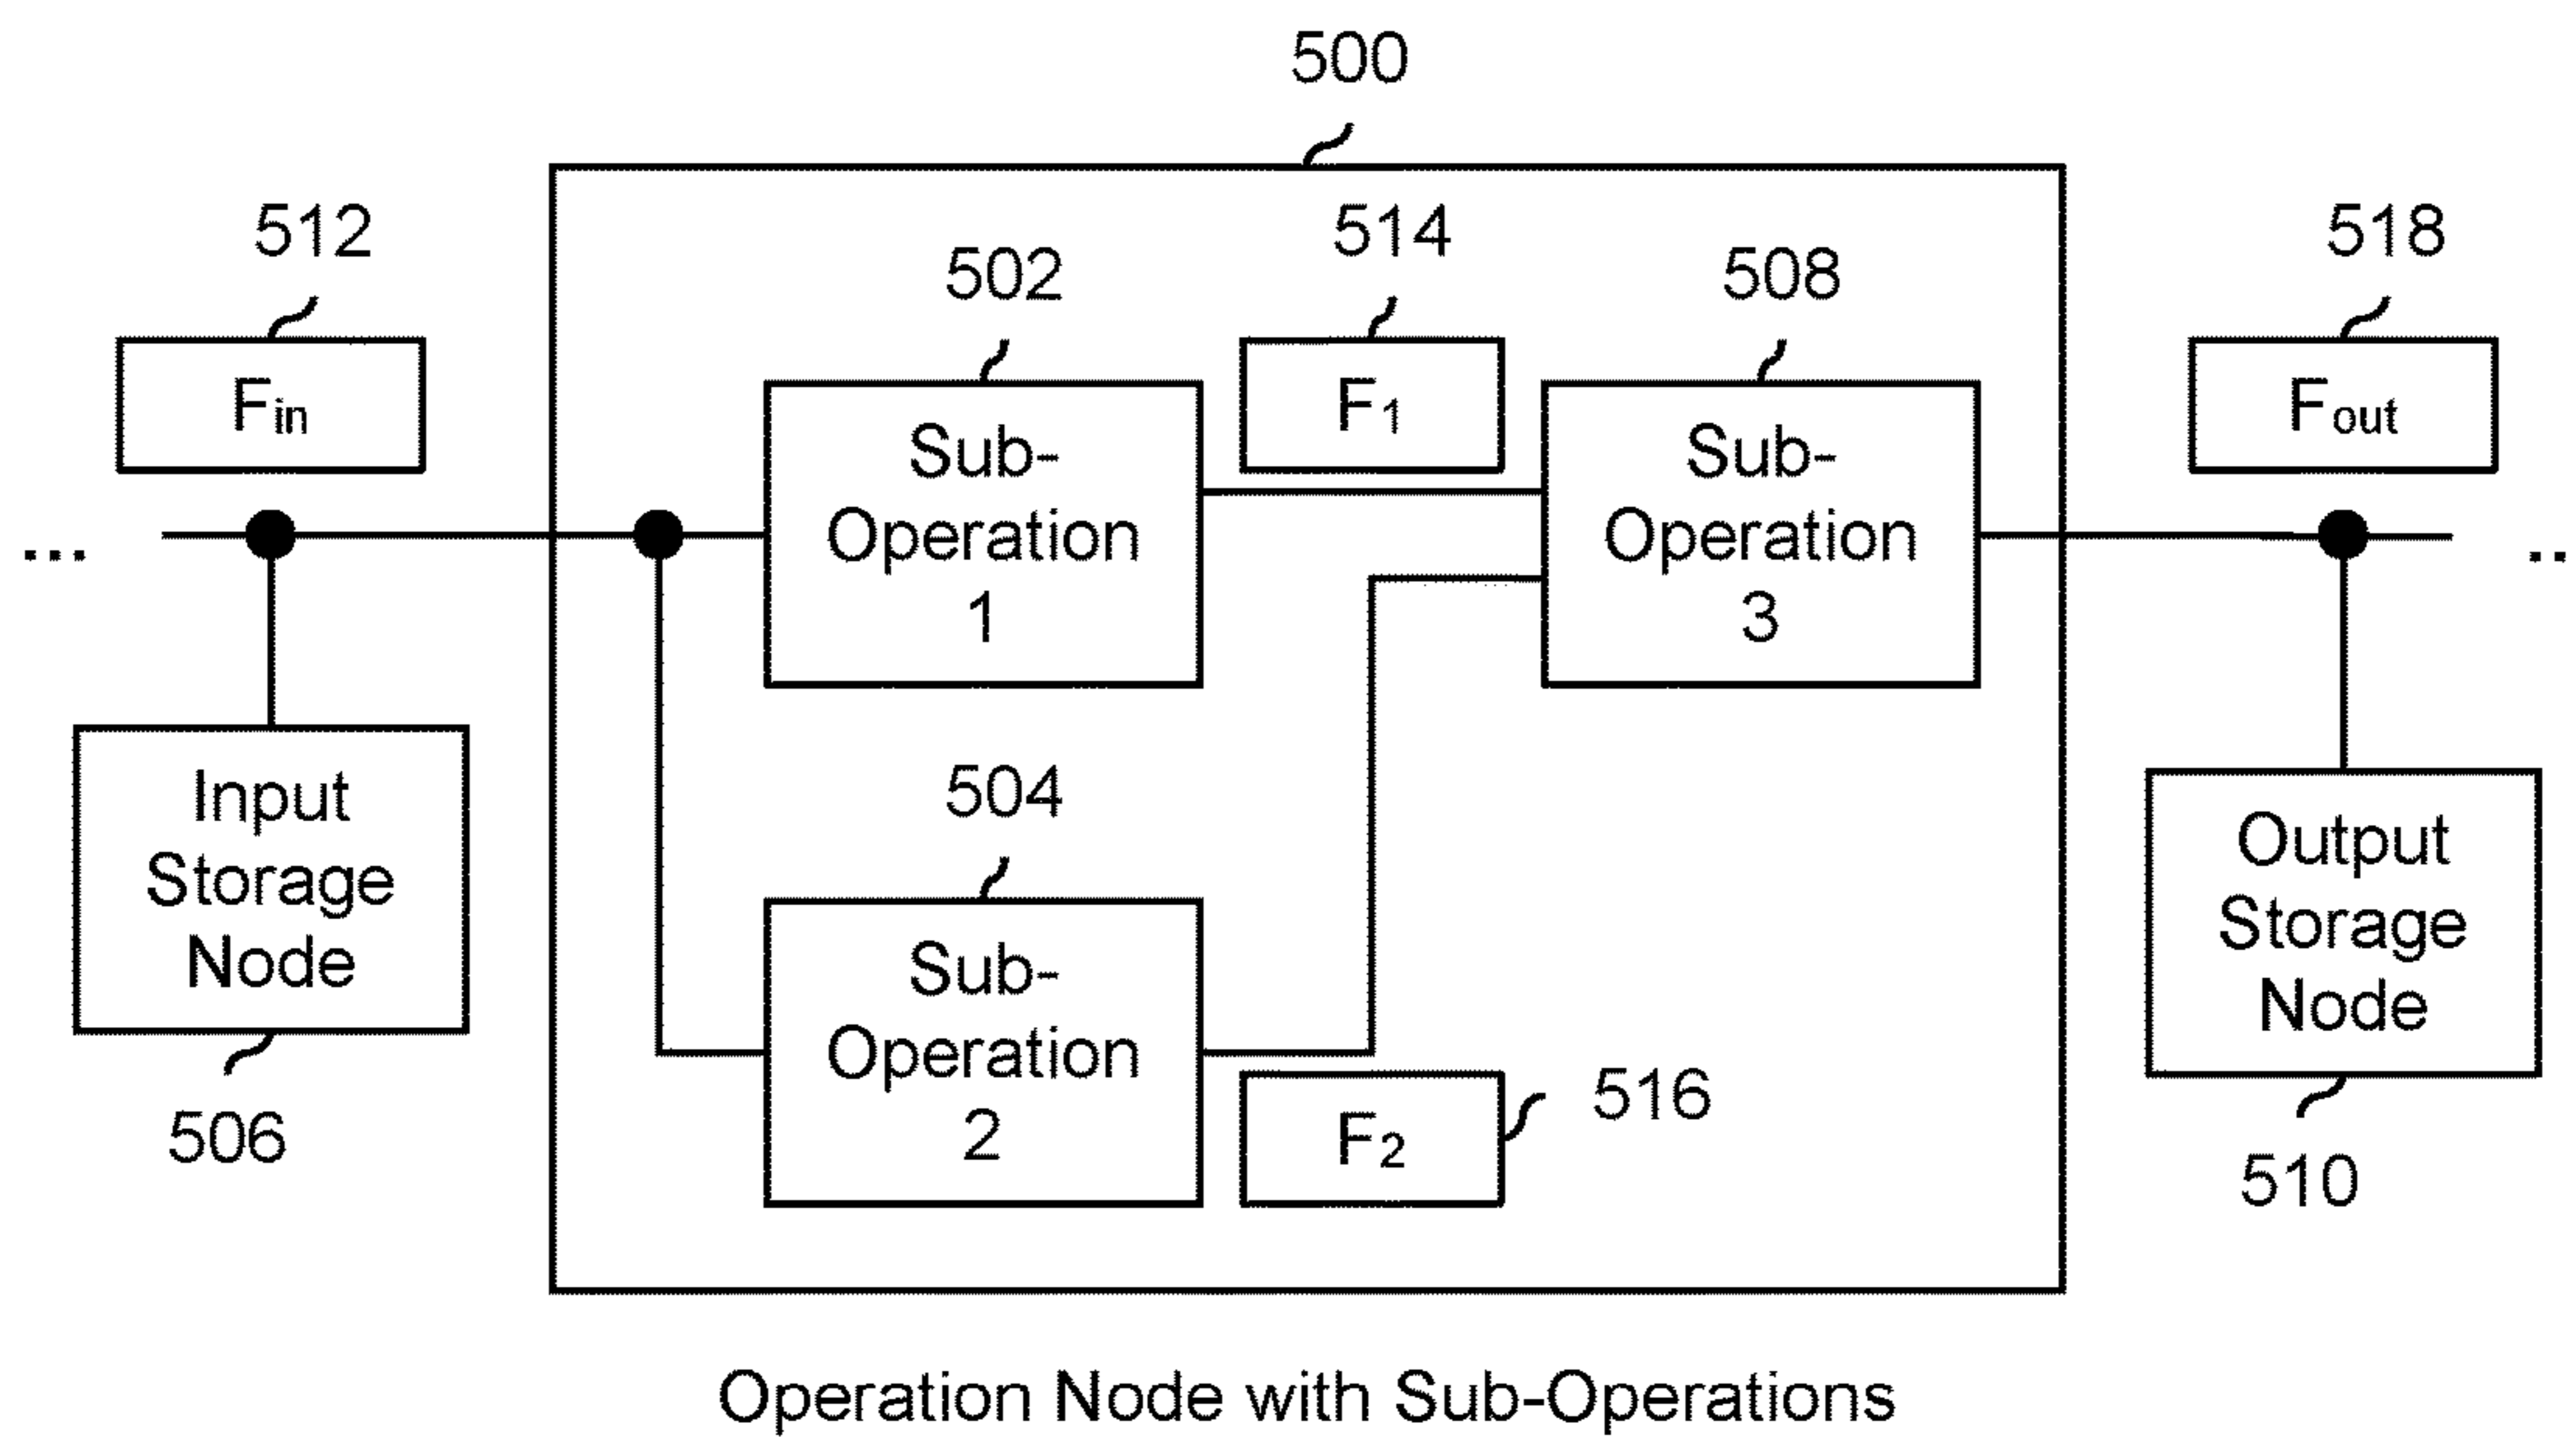 500
512
514
518
502
508
Fin
F1
Fout
Sub-
Operation
1
Sub-
Operation
3
...
..
Input
Storage
Node
504
Output
Storage
Node
Sub-
Operation
2
F2
516
506
510
Operation Node with Sub-Operations